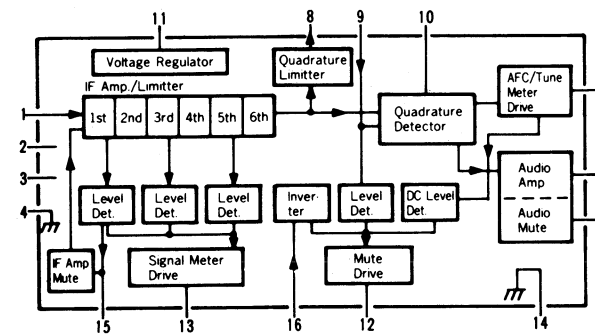 11
8
9
10
Voltage Regulator
Quadrature
Limitter
AFC/Tune
Meter
Drive
IF Amp./Limitter
1
1st
2nd
3rd
4th
5th
6th
Quadrature
Detector
2
3
4
Level
Det.
Level
Det.
Level
Det.
Inver-
ter
Level
Det.
DC Level
Det.
Audio
Amp
Audio
Mute
IF Amp
Mute
Signal Meter
Drive
Mute Drive
15
13
16
12
14